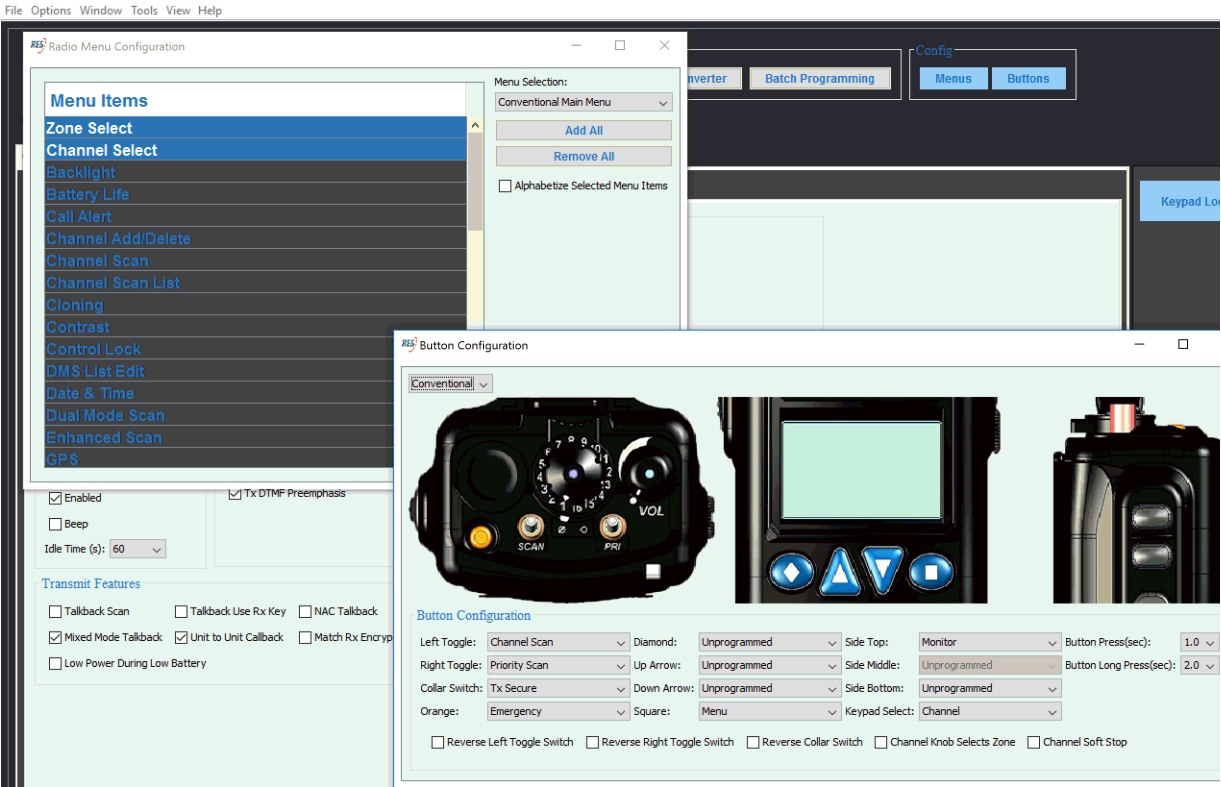 File Options Window Tools View Help
RES Radio Menu Configuration
Menu Items
Zone Select
Channel Select
Backlight
Battery Life
Call Alert
Channel Add/Delete
Channel Scan
Channel Scan List
Cloning
Contrast
Control Lock
DMS List Edit
Date & Time
Dual Mode Scan
Enhanced Scan
GPS
Menu Selection:
Conventional Main Menu
Add All
Remove All
Alphabetize Selected Menu Items
nverter
Batch Programming
Config
Menus
Buttons
Keypad Loc
Enabled
Beep
Idle Time (s): 60
Tx DTMF Preemphasis
Transmit Features
Talkback Scan Talkback Use Rx Key NAC Talkback
Mixed Mode Talkback Unit to Unit Callback Match Rx Encryp
Low Power During Low Battery
RES Button Configuration
Conventional
SCAN
PRI
VOL
Button Configuration
Left Toggle: Channel Scan Diamond: Unprogrammed Side Top: Monitor Button Press(sec): 1.0
Right Toggle: Priority Scan Up Arrow: Unprogrammed Side Middle: Unprogrammed Button Long Press(sec): 2.0
Collar Switch: Tx Secure Down Arrow: Unprogrammed Side Bottom: Unprogrammed
Orange: Emergency Square: Menu Keypad Select: Channel
Reverse Left Toggle Switch Reverse Right Toggle Switch Reverse Collar Switch Channel Knob Selects Zone Channel Soft Stop